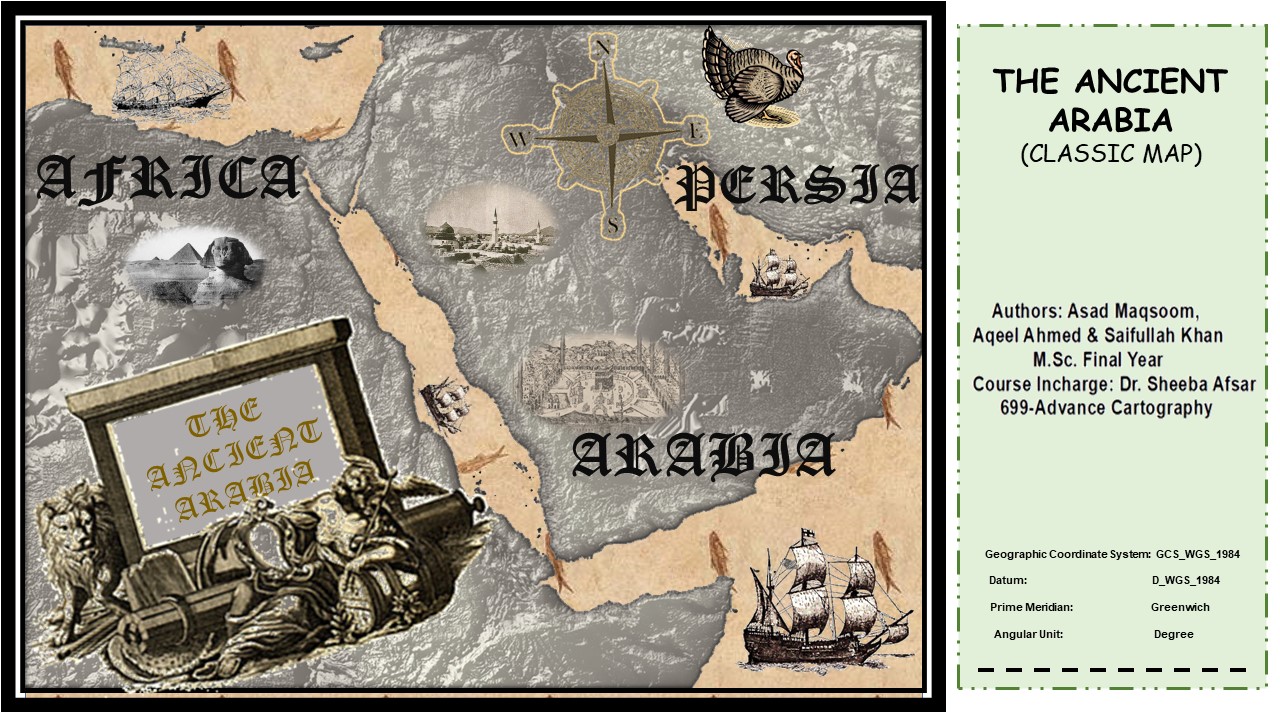 N
W
E
S
AFRICA
PERSIA
ARABIA
THE
ANCIENT
ARABIA
THE ANCIENT
ARABIA
(CLASSIC MAP)
Authors: Asad Maqsoom,
Aqeel Ahmed & Saifullah Khan
M.Sc. Final Year
Course Incharge: Dr. Sheeba Afsar
699-Advance Cartography
Geographic Coordinate System: GCS_WGS_1984
Datum: D_WGS_1984
Prime Meridian: Greenwich
Angular Unit: Degree